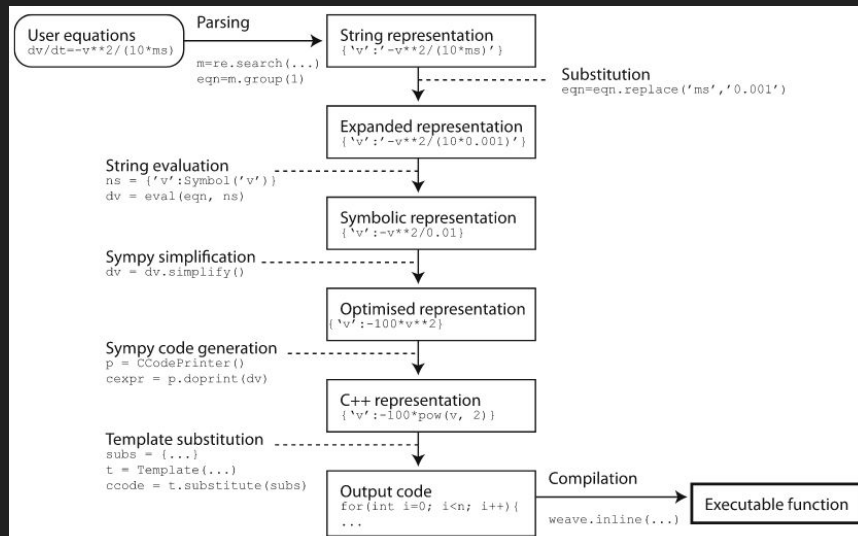 User equations
dv/dt=-v**2/(10*ms)
Parsing
m=re.search(...)
eqn=m.group(1)
String representation
{'v':'-v**2/(10*ms)'}
Substitution
eqn=eqn.replace('ms','0.001')
Expanded representation
{'v':'-v**2/(10*0.001)'}
String evaluation
ns = {'v':Symbol('v')}
dv = eval(eqn, ns)
Symbolic representation
{'v':-v**2/0.01}
Sympy simplification
dv = dv.simplify()
Optimised representation
{'v':-100*v**2}
Sympy code generation
p = CCodePrinter()
cexpr = p.doprint(dv)
C++ representation
{'v':-100*pow(v, 2)}
Template substitution
subs = {...}
t = Template(...)
ccode = t.substitute(subs)
Output code
for(int i=0; i<n; i++){
...
Compilation
weave.inline(...)
Executable function